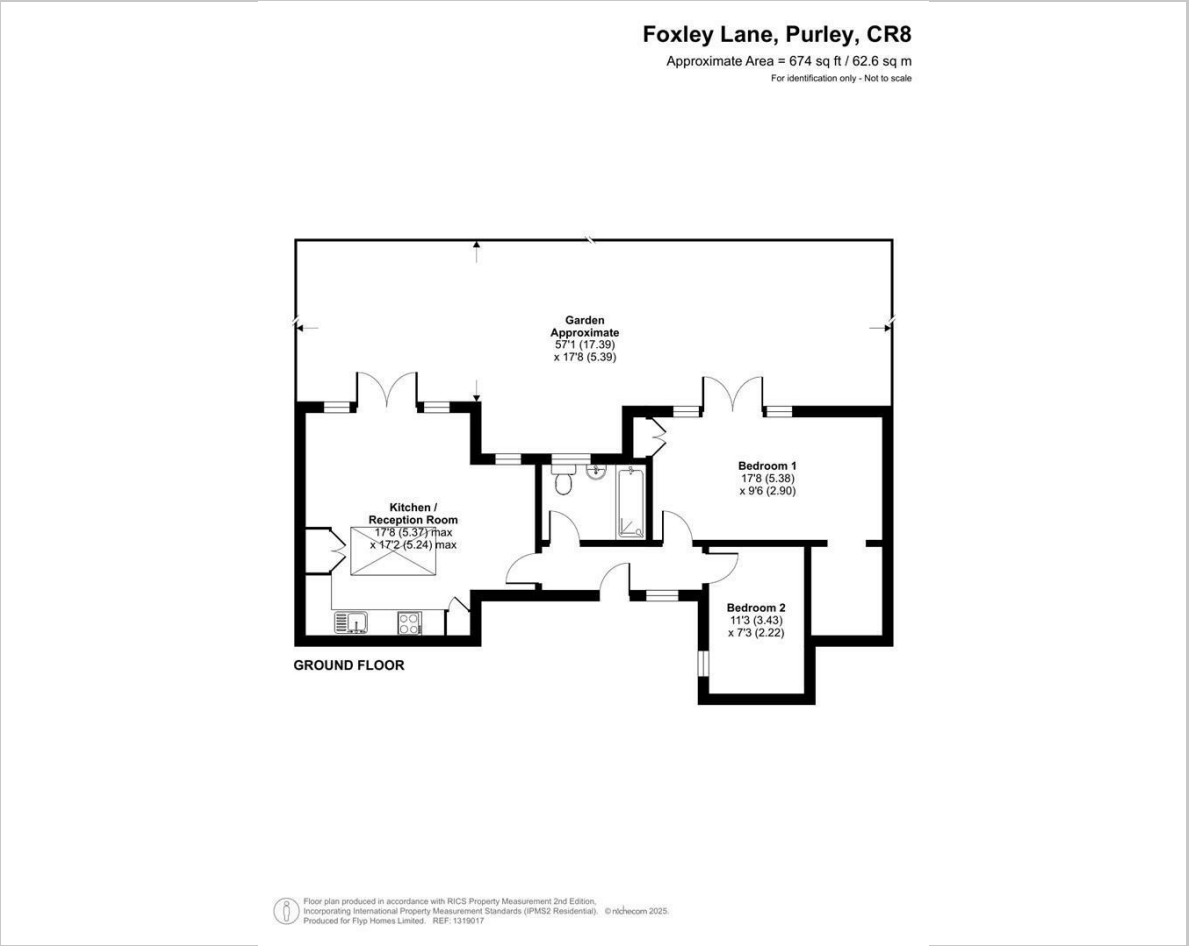 Foxley Lane, Purley, CR8
Approximate Area = 674 sq ft / 62.6 sq m
For identification only - Not to scale
Garden
Approximate
57'1 (17.39)
x 17'8 (5.39)
Bedroom 1
17'8 (5.38)
x 9'6 (2.90)
Kitchen /
Reception Room
17'8 (5.37) max
x 17'2 (5.24) max
Bedroom 2
11'3 (3.43)
x 7'3 (2.22)
GROUND FLOOR
Floor plan produced in accordance with RICS Property Measurement 2nd Edition,
Incorporating International Property Measurement Standards (IPMS2 Residential). © nichecom 2025.
Produced for Flyp Homes Limited. REF: 1319017